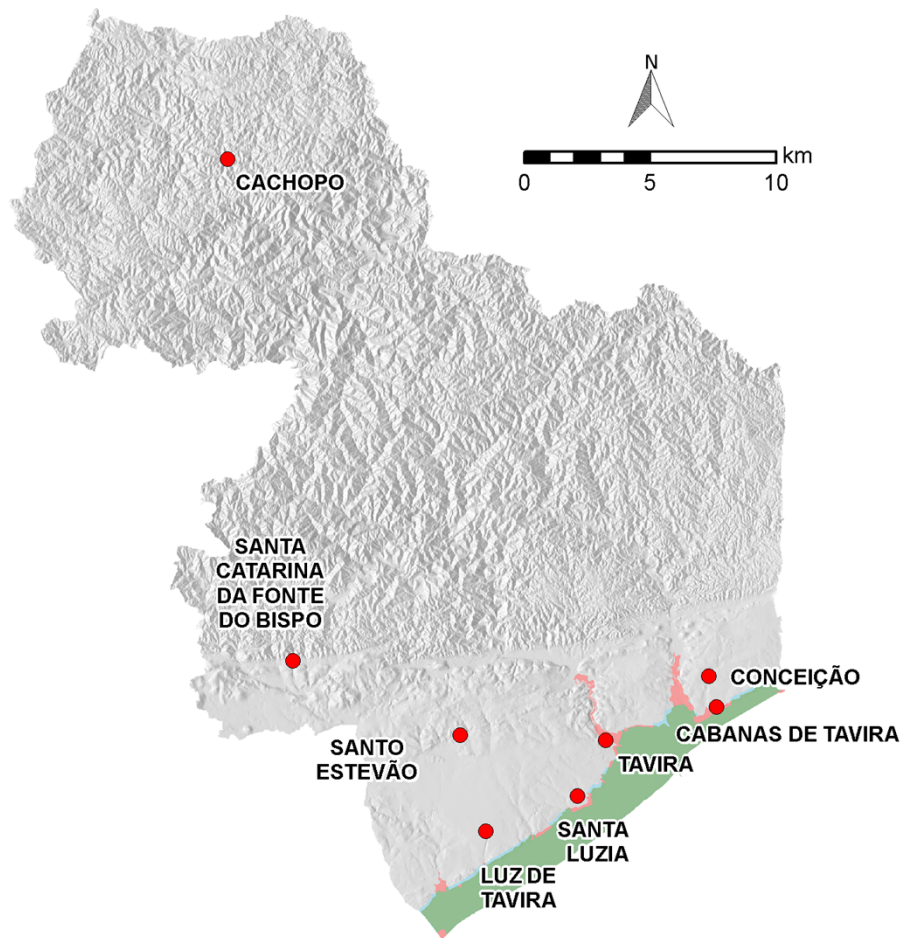 N
km
0 5 10
CACHOPO
SANTA
CATARINA
DA FONTE
DO BISPO
CONCEIÇÃO
CABANAS DE TAVIRA
SANTO
ESTEVÃO
TAVIRA
SANTA
LUZIA
LUZ DE
TAVIRA